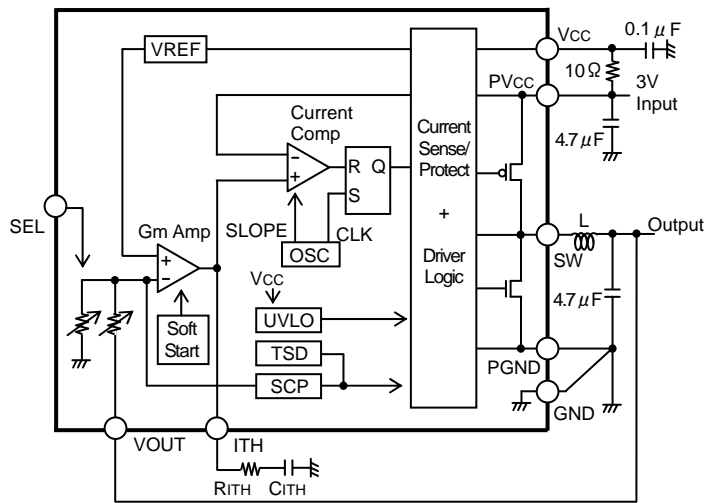 VREF
VCC
0.1μF
10Ω
3V
Input
PVCC
4.7μF
Current
Comp
Current
Sense/
Protect
+
Driver
Logic
-
+
R Q
S
SEL
Gm Amp
SLOPE
OSC
CLK
+
-
VCC
Soft
Start
UVLO
TSD
SCP
L
Output
SW
4.7μF
PGND
GND
VOUT
ITH
RITH
CITH